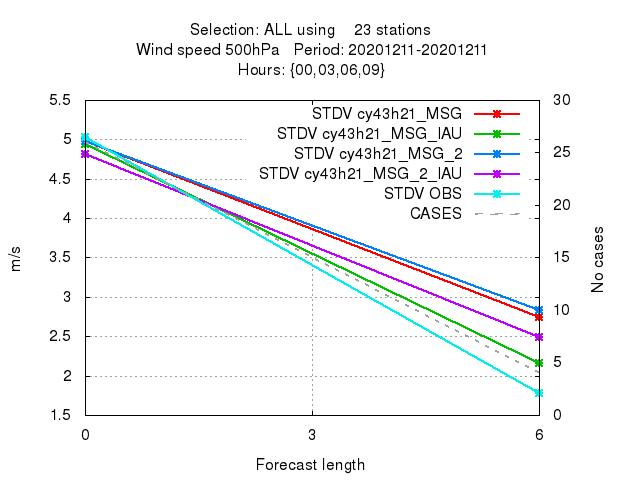 Selection: ALL using 23 stations
Wind speed 500hPa Period: 20201211-20201211
Hours: {00,03,06,09}
5.5
5
4.5
4
3.5
3
2.5
2
1.5
m/s
30
25
20
15
10
5
0
No cases
STDV cy43h21_MSG
STDV cy43h21_MSG_IAU
STDV cy43h21_MSG_2
STDV cy43h21_MSG_2_IAU
STDV OBS
CASES
0 3 6
Forecast length